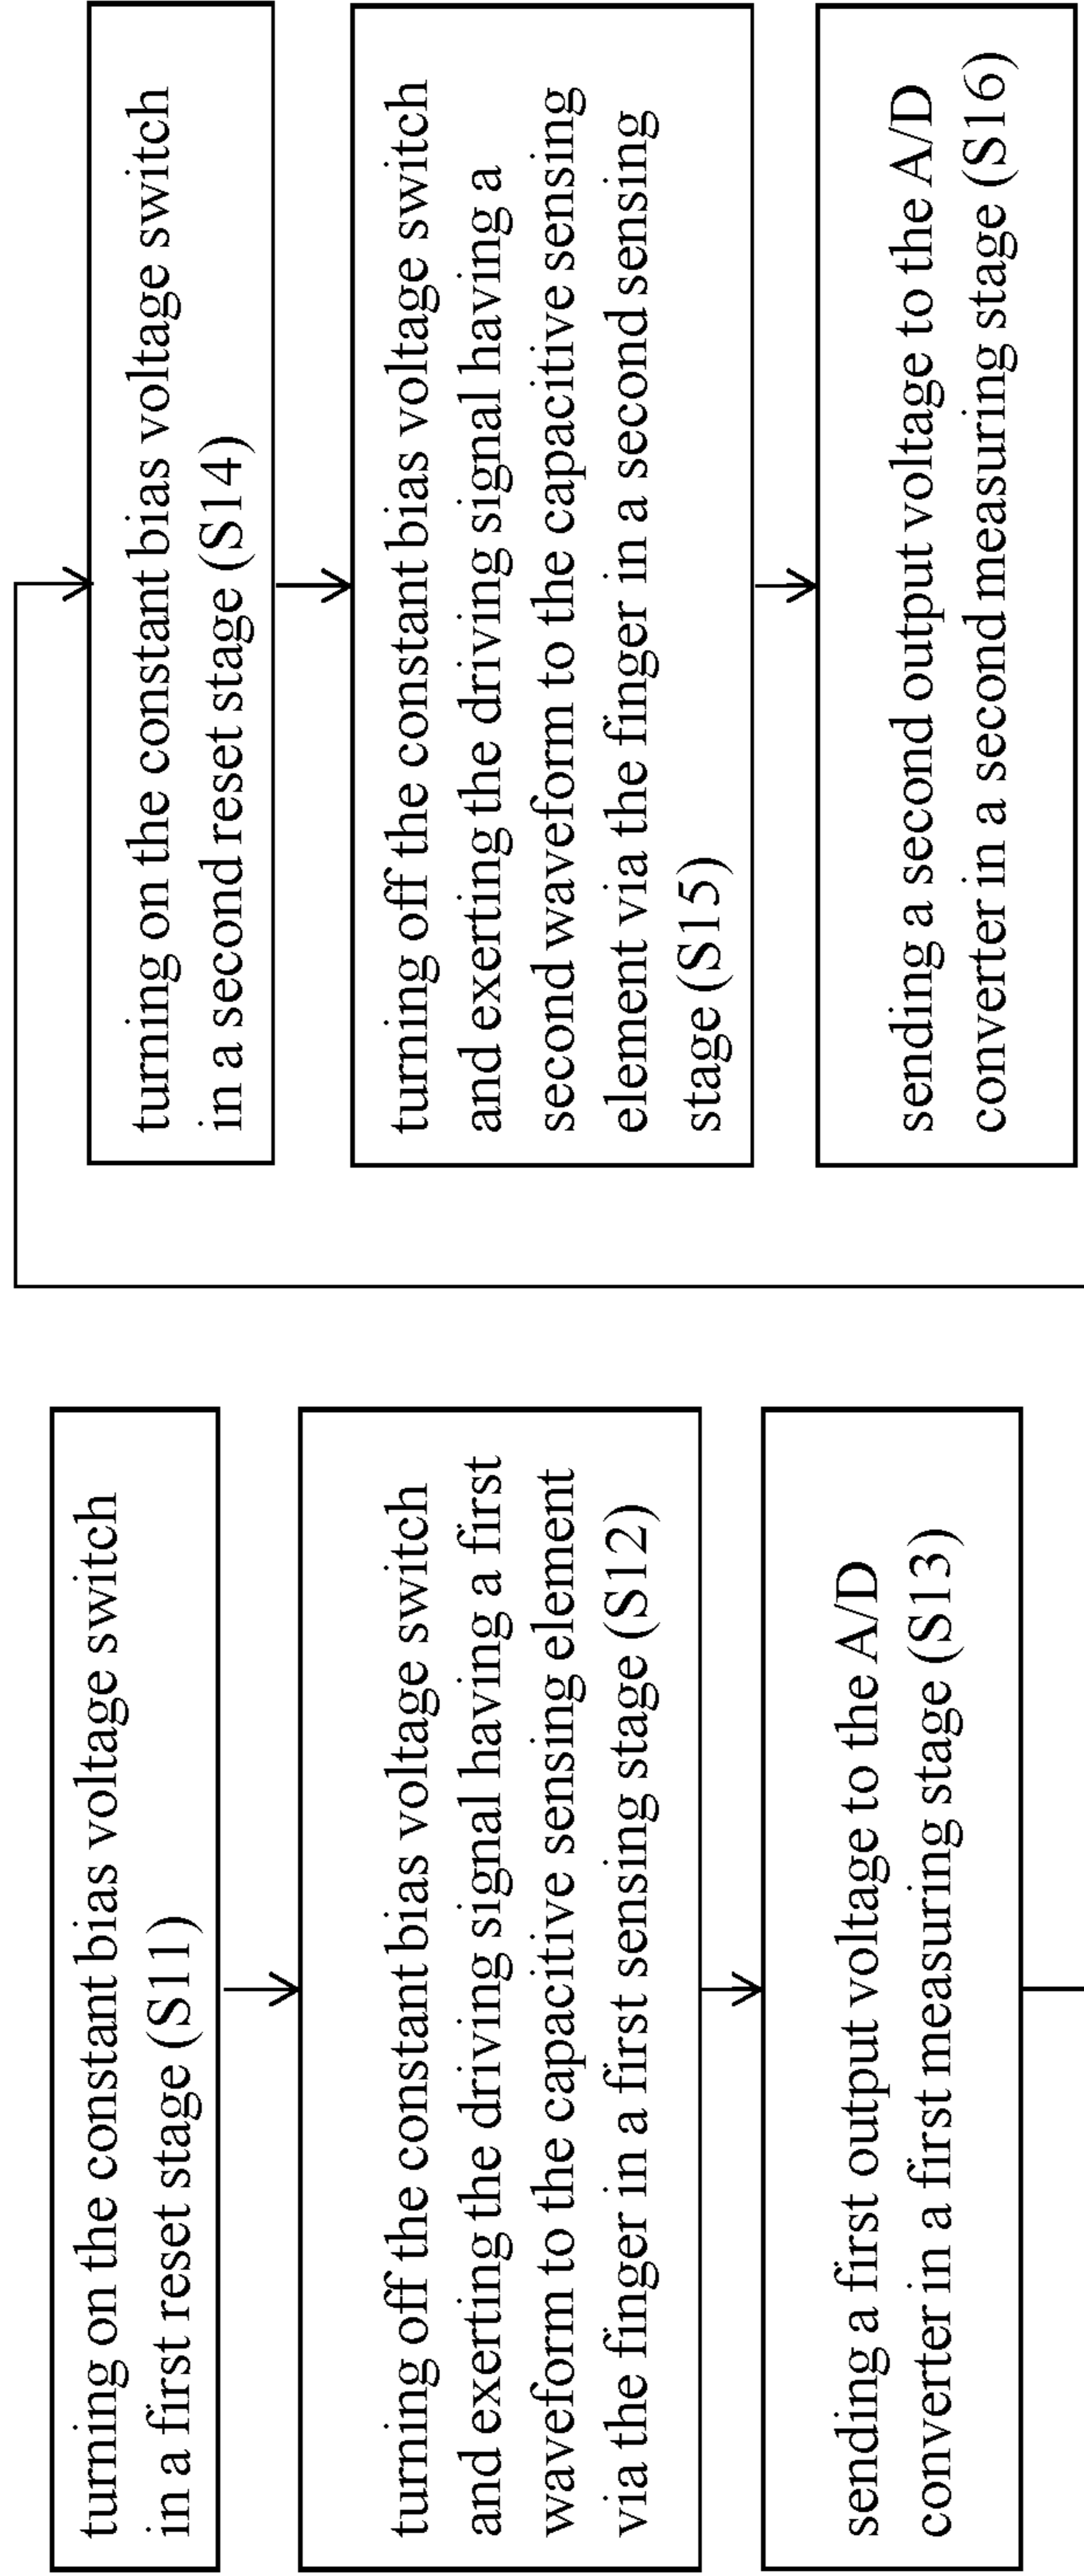 turning on the constant bias voltage switch
in a first reset stage (S11)
turning off the constant bias voltage switch
and exerting the driving signal having a first
waveform to the capacitive sensing element
via the finger in a first sensing stage (S12)
sending a first output voltage to the A/D
converter in a first measuring stage (S13)
turning on the constant bias voltage switch
in a second reset stage (S14)
turning off the constant bias voltage switch
and exerting the driving signal having a
second waveform to the capacitive sensing
element via the finger in a second sensing
stage (S15)
sending a second output voltage to the A/D
converter in a second measuring stage (S16)